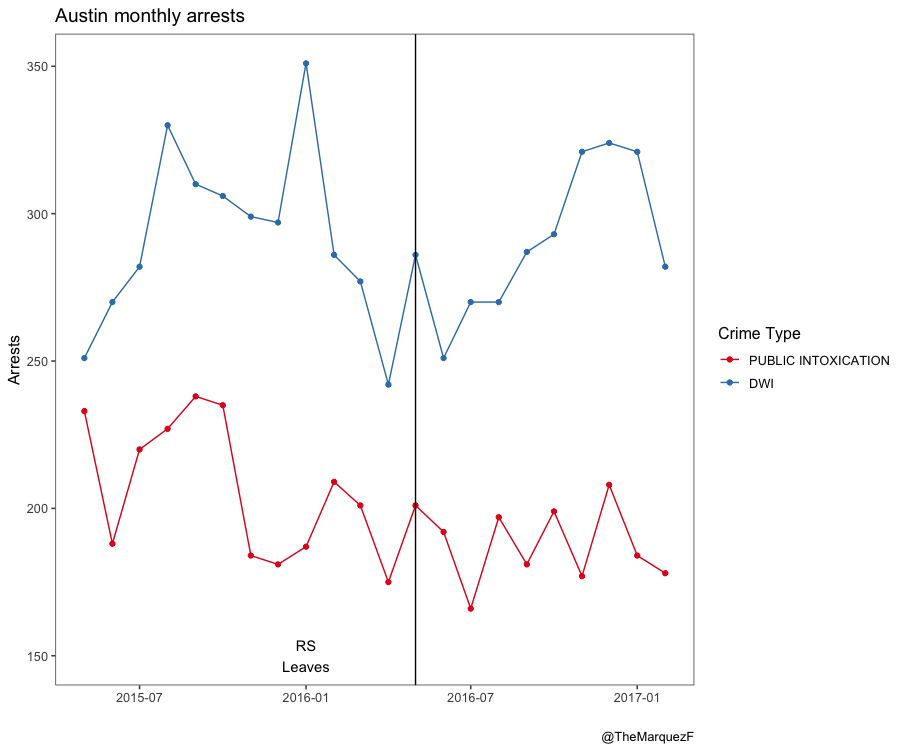 Austin monthly arrests
350
300
250
200
150
Arrests
RS
Leaves
2015-07
2016-01
2016-07
2017-01
Crime Type
PUBLIC INTOXICATION
DWI
@TheMarquezF